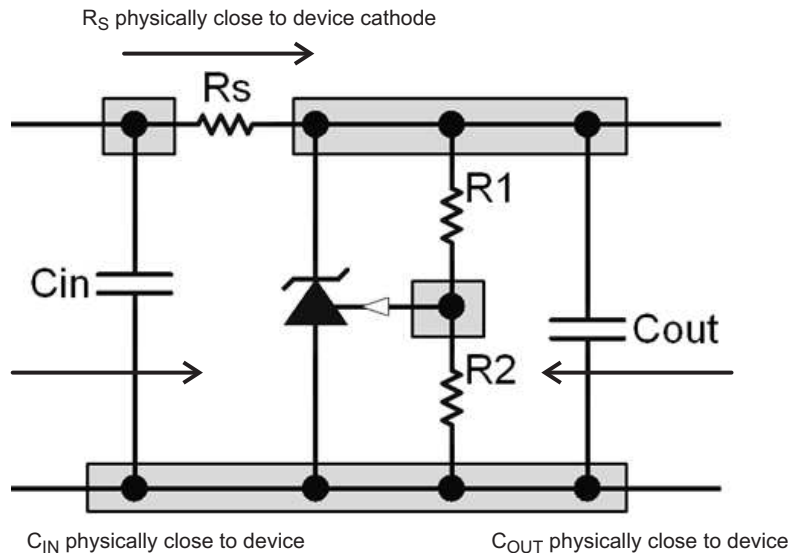 RS physically close to device cathode
Rs
R1
Cin
R2
Cout
CIN physically close to device
COUT physically close to device